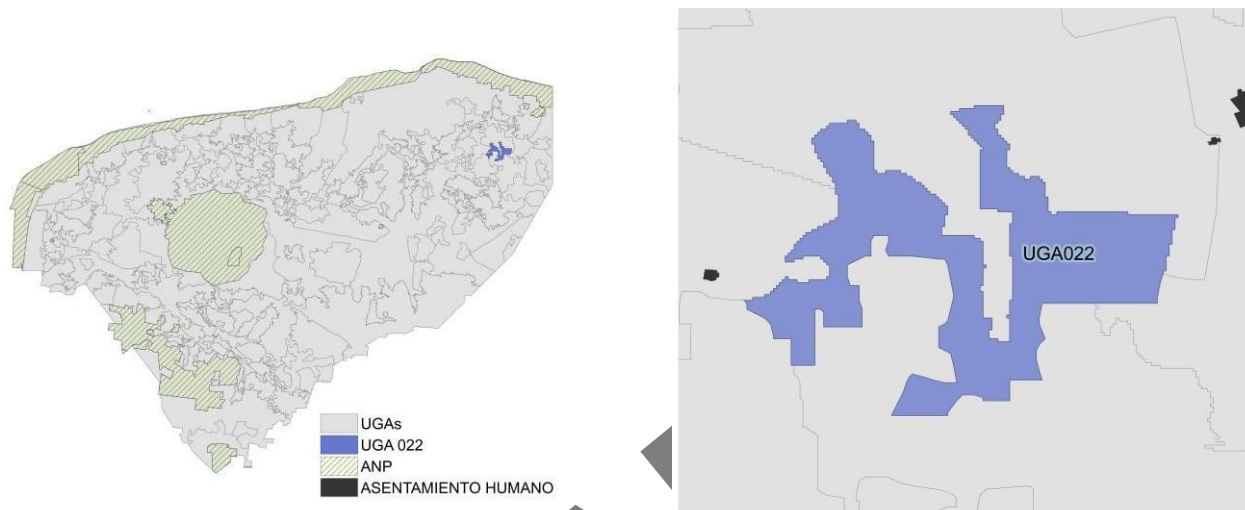 UGAs
UGA 022
ANP
ASENTAMIENTO HUMANO
UGA022